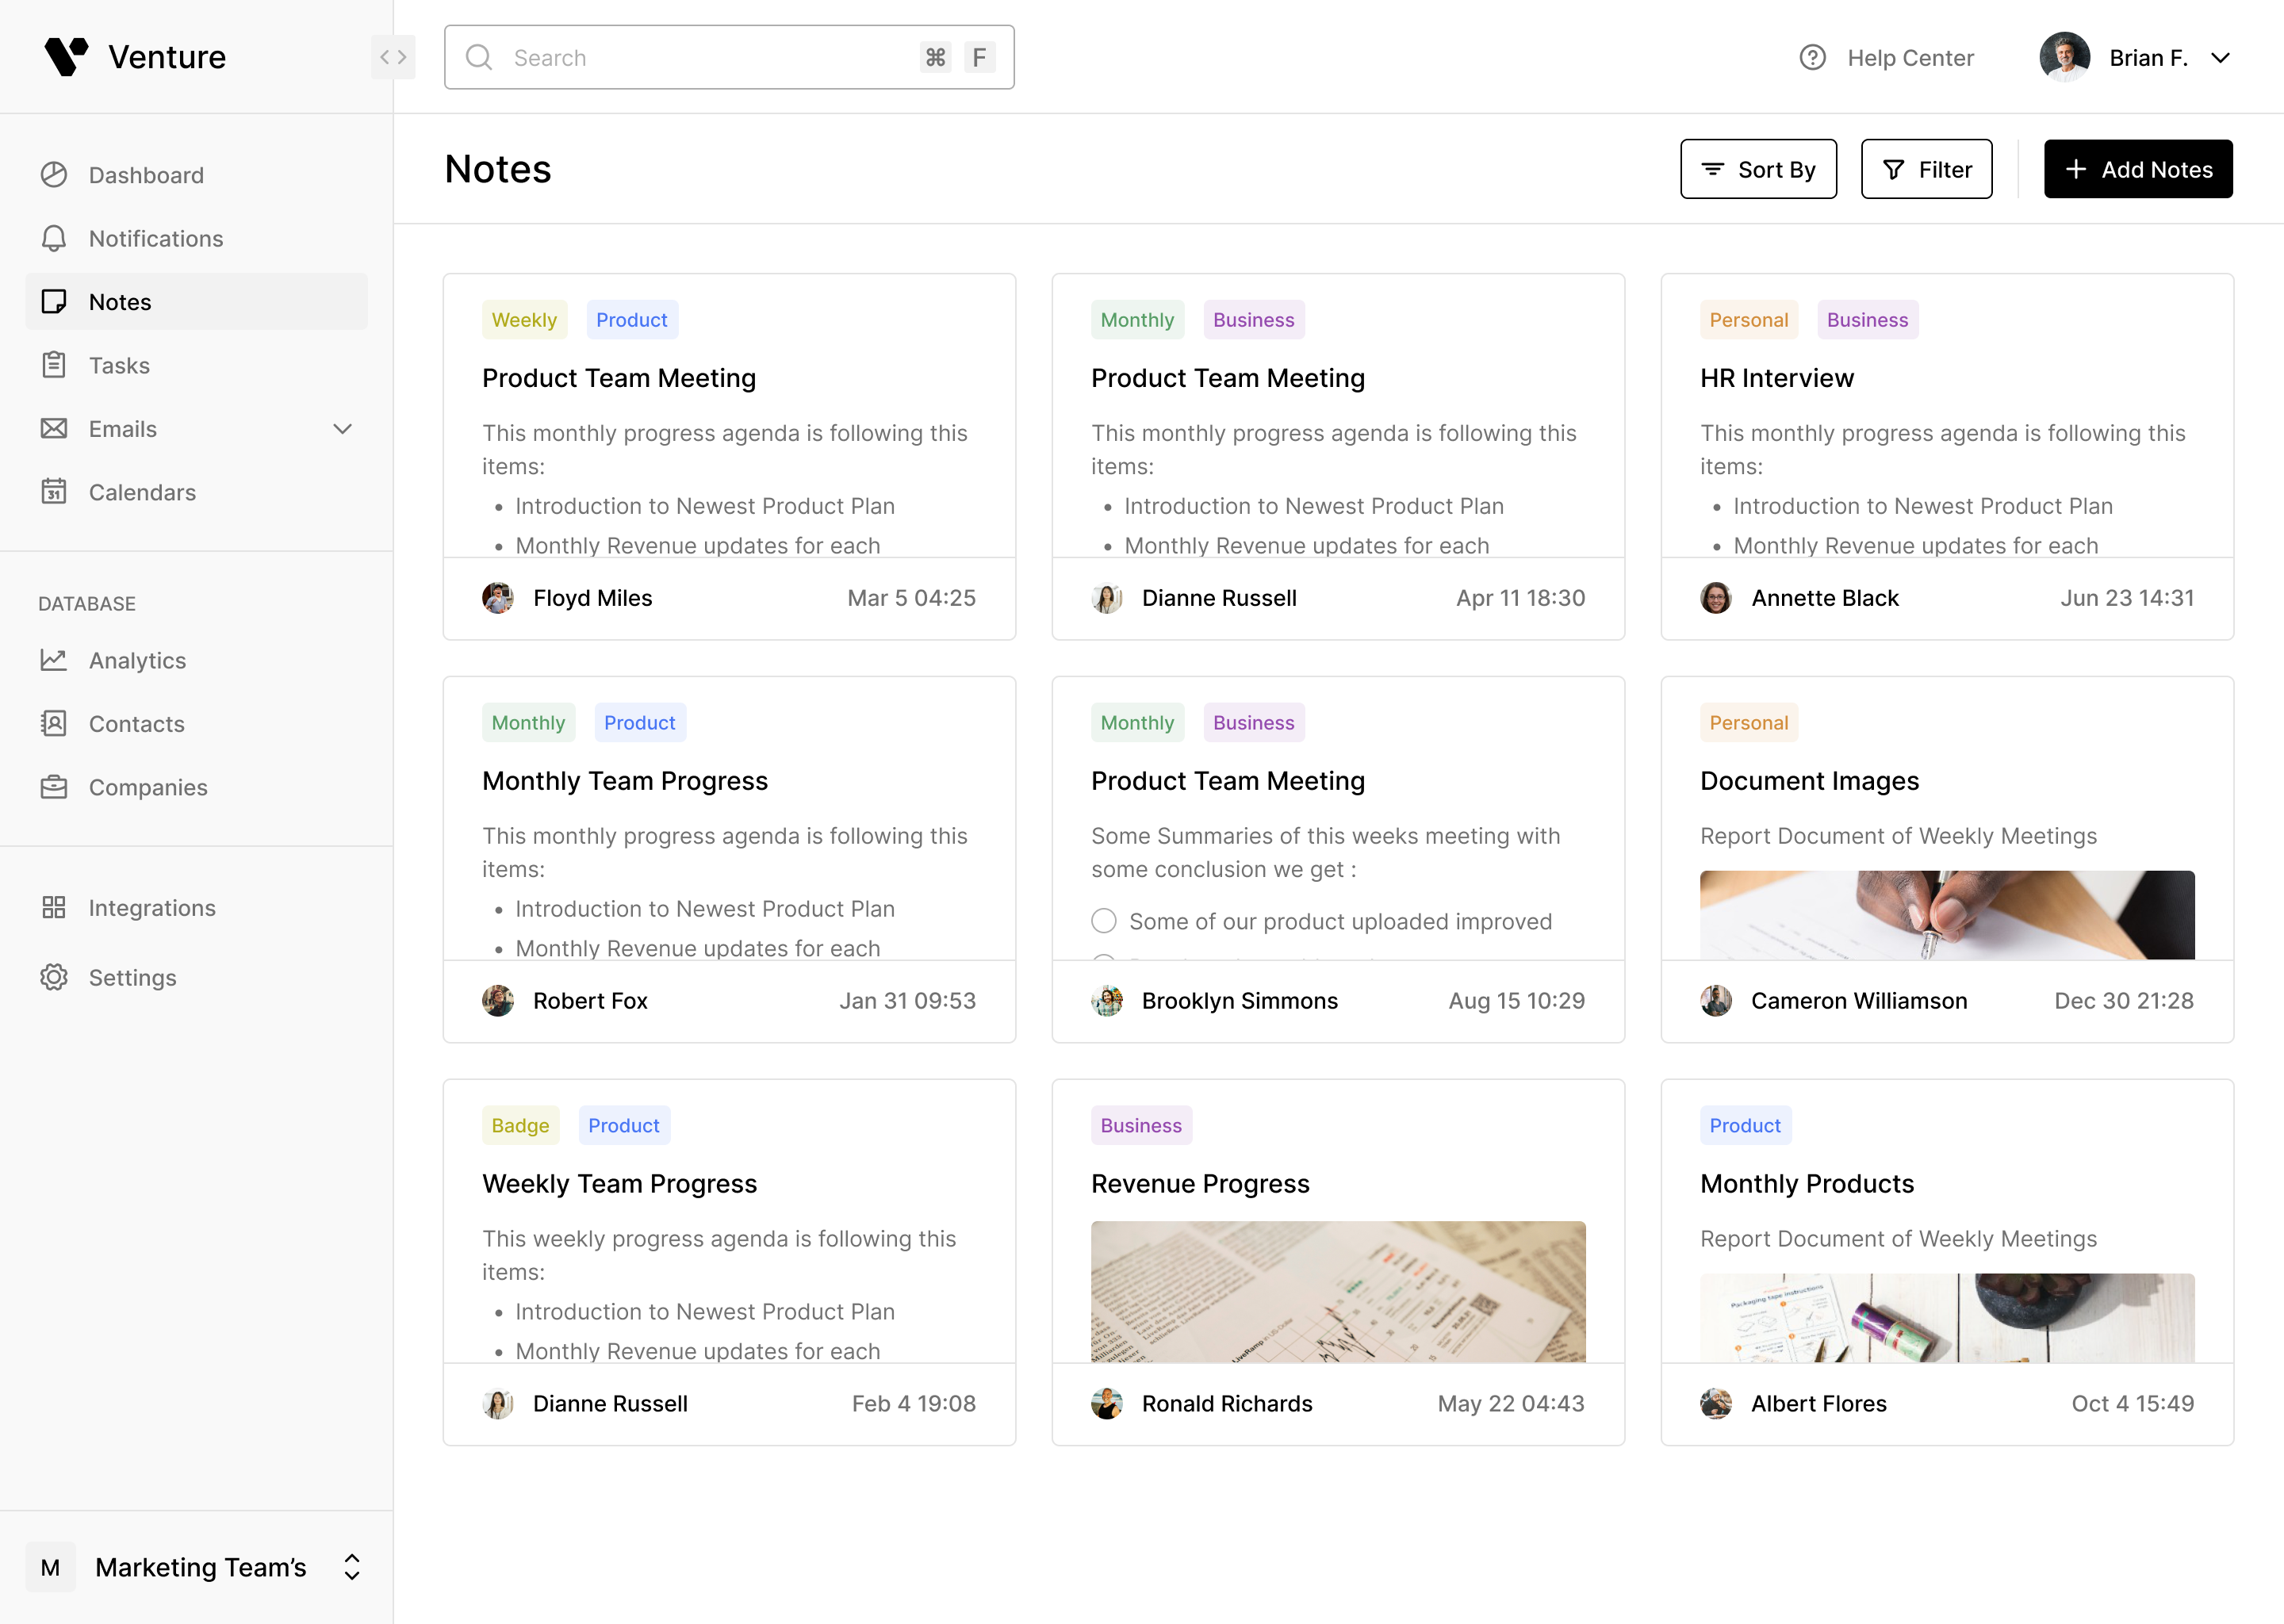 Venture
Search
⌘ F
Help Center
Brian F.
Dashboard
Notifications
Notes
Tasks
Emails
31
Calendars
DATABASE
Analytics
Contacts
Companies
Integrations
Settings
M
Marketing Team’s
Notes
Sort By
Filter
Add Notes
Weekly
Product
Product Team Meeting
This monthly progress agenda is following this
items:
• Introduction to Newest Product Plan
• Monthly Revenue updates for each
Floyd Miles
Mar 5 04:25
Monthly
Business
Product Team Meeting
This monthly progress agenda is following this
items:
• Introduction to Newest Product Plan
• Monthly Revenue updates for each
Dianne Russell
Apr 11 18:30
Personal
Business
HR Interview
This monthly progress agenda is following this
items:
• Introduction to Newest Product Plan
• Monthly Revenue updates for each
Annette Black
Jun 23 14:31
Monthly
Product
Monthly Team Progress
This monthly progress agenda is following this
items:
• Introduction to Newest Product Plan
• Monthly Revenue updates for each
Robert Fox
Jan 31 09:53
Monthly
Business
Product Team Meeting
Some Summaries of this weeks meeting with
some conclusion we get :
Some of our product uploaded improved
Brooklyn Simmons
Aug 15 10:29
Personal
Document Images
Report Document of Weekly Meetings
Cameron Williamson
Dec 30 21:28
Badge
Product
Weekly Team Progress
This weekly progress agenda is following this
items:
• Introduction to Newest Product Plan
• Monthly Revenue updates for each
Dianne Russell
Feb 4 19:08
Business
Revenue Progress
LiveRamp in US-Dollar
Ronald Richards
May 22 04:43
Product
Monthly Products
Report Document of Weekly Meetings
Packaging tape instructions
Albert Flores
Oct 4 15:49